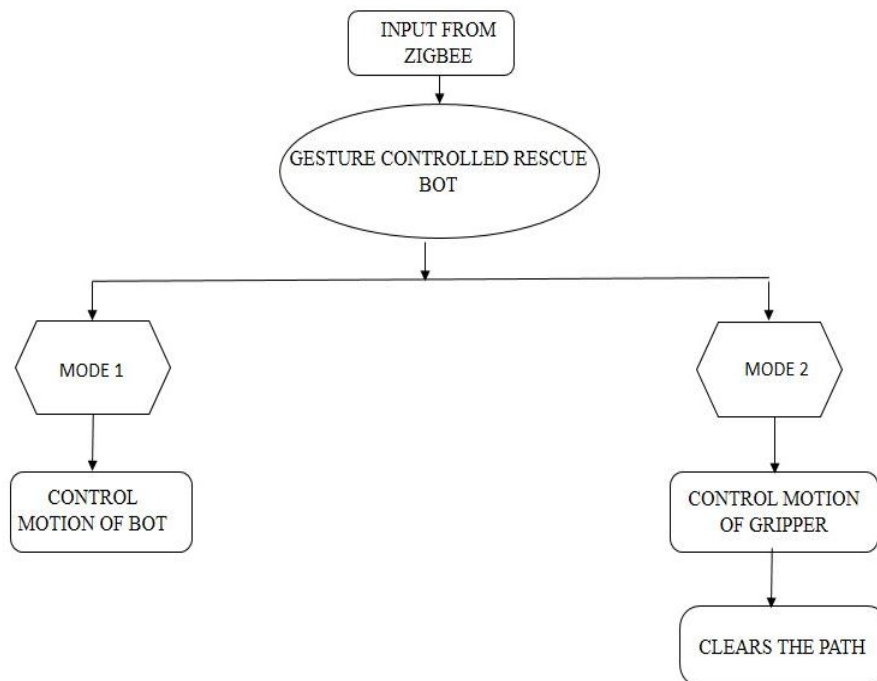 INPUT FROM
ZIGBEE
GESTURE CONTROLLED RESCUE
BOT
MODE 1
MODE 2
CONTROL
MOTION OF BOT
CONTROL MOTION
OF GRIPPER
CLEARS THE PATH